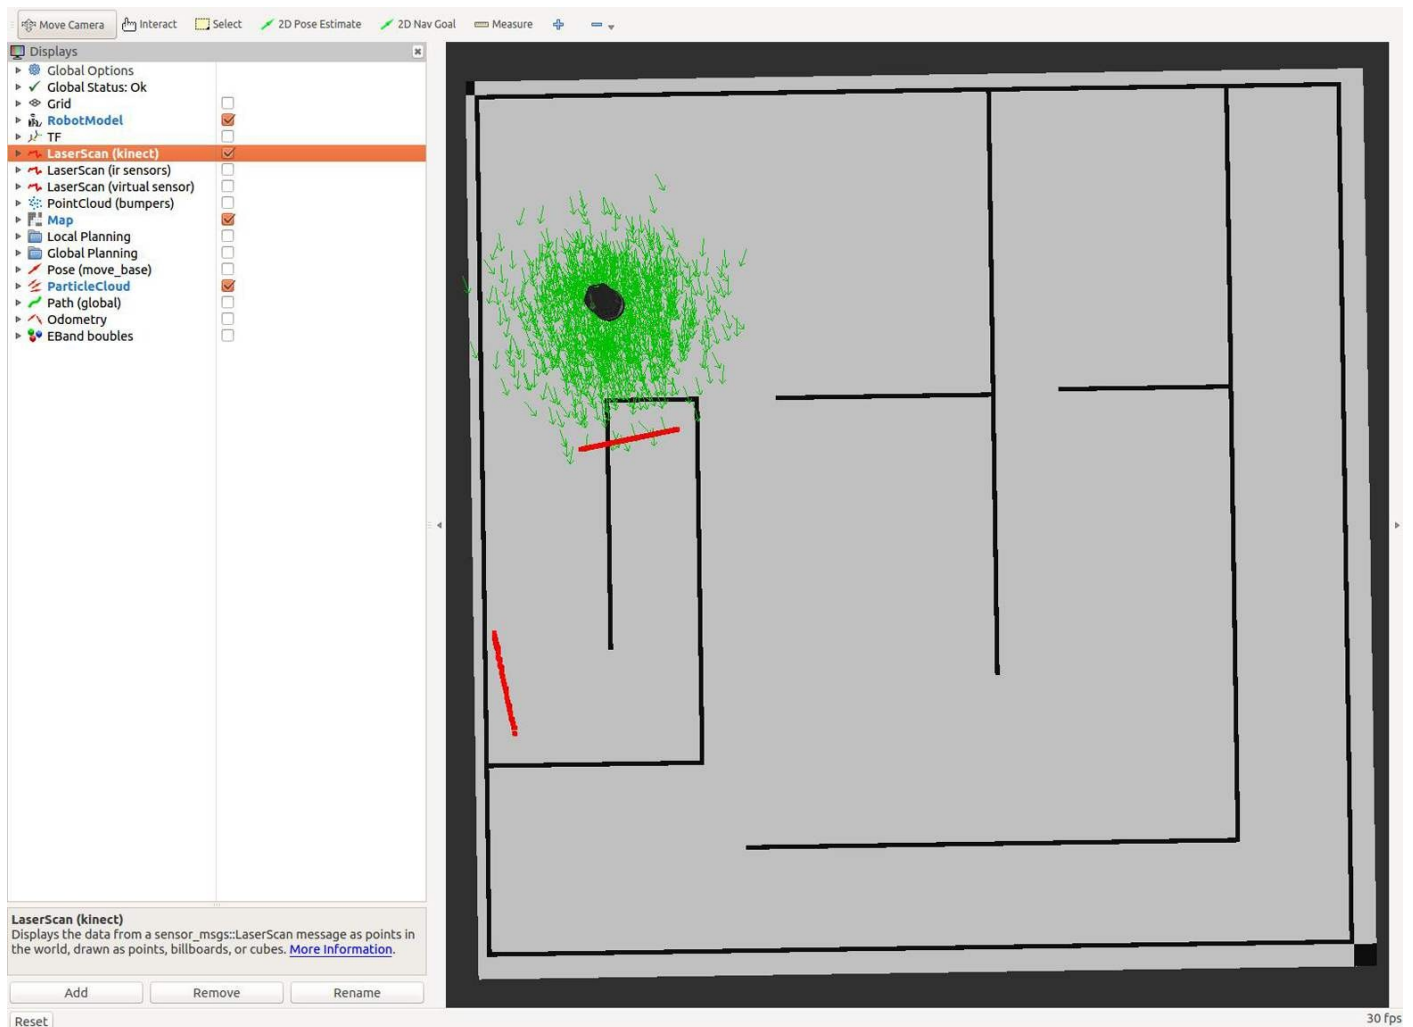 Move Camera Interact Select 2D Pose Estimate 2D Nav Goal Measure
Displays
Global Options
Global Status: Ok
Grid
RobotModel
TF
LaserScan (kinect)
LaserScan (ir sensors)
LaserScan (virtual sensor)
PointCloud (bumpers)
Map
Local Planning
Global Planning
Pose (move_base)
ParticleCloud
Path (global)
Odometry
EBand boubles
LaserScan (kinect)
Displays the data from a sensor_msgs::LaserScan message as points in
the world, drawn as points, billboards, or cubes. More Information.
Add Remove Rename
Reset
30 fps